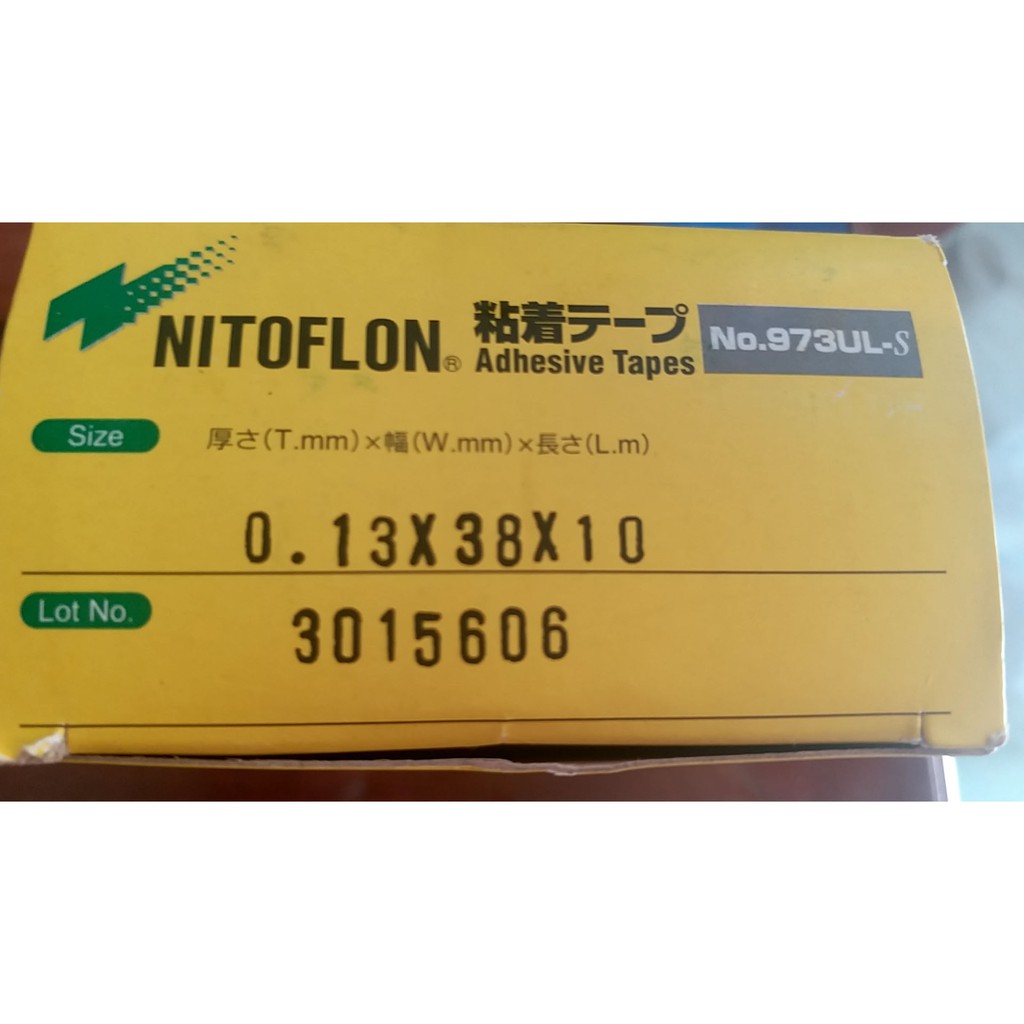 NITOFLON® 粘着テープ No.973UL-S
Adhesive Tapes
Size 厚さ(T.mm)×幅(W.mm)×長さ(L.m)
0.13X38X10
Lot No. 3015606